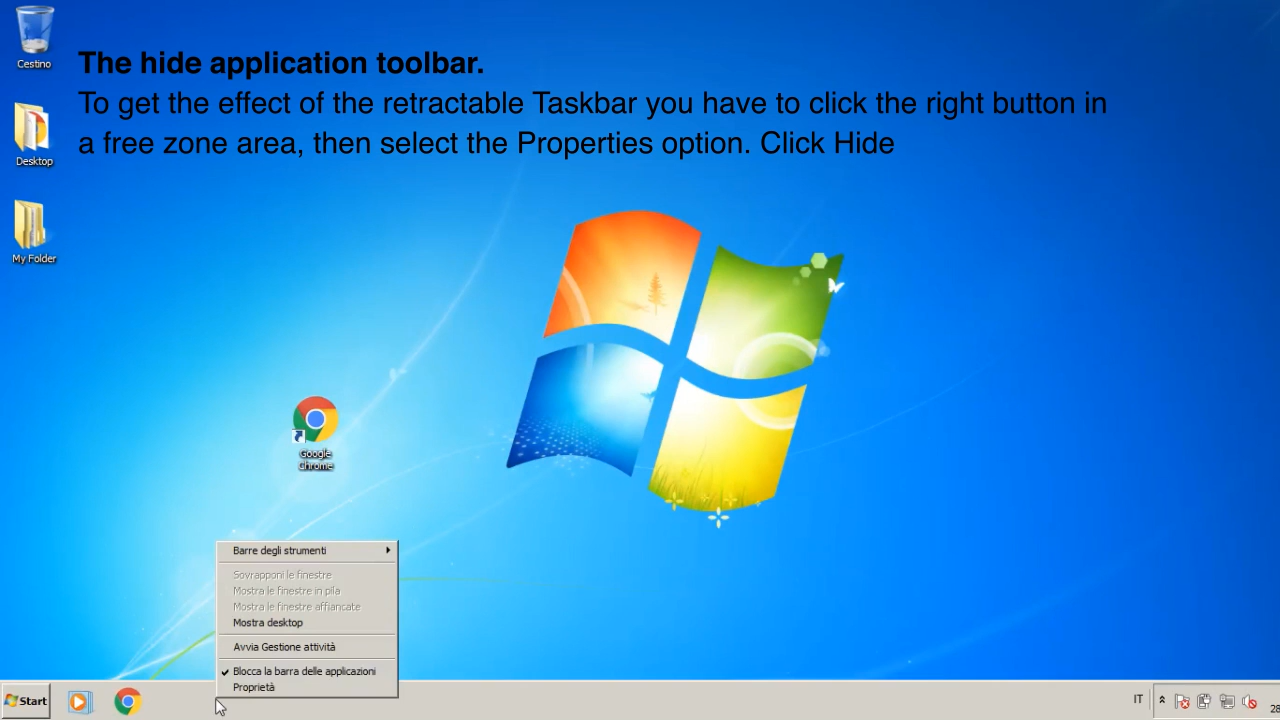 Cestino
The hide application toolbar.
To get the effect of the retractable Taskbar you have to click the right button in
a free zone area, then select the Properties option. Click Hide
Desktop
My Folder
Google
chrome
Barre degli strumenti
Sovrapponi le finestre
Mostra le finestre in pila
Mostra le finestre affiancate
Mostra desktop
Avvia Gestione attività
Blocca la barra delle applicazioni
Proprietà
Start
IT
28